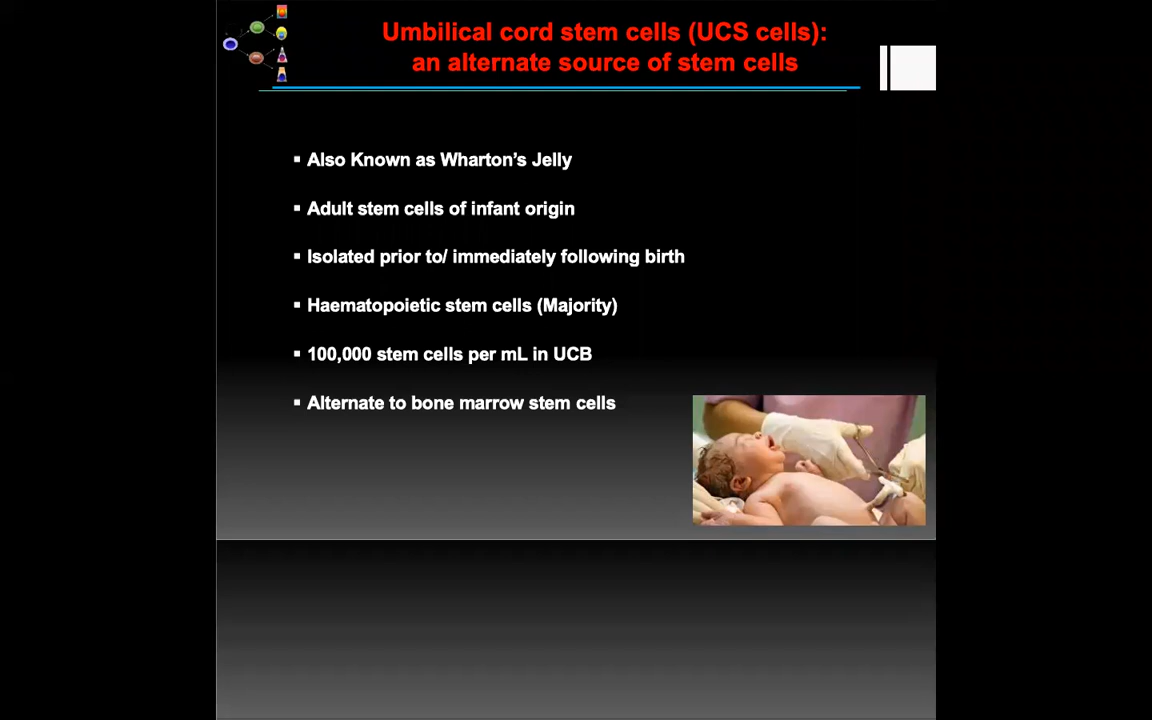 Umbilical cord stem cells (UCS cells):
an alternate source of stem cells
▪ Also Known as Wharton's Jelly
▪ Adult stem cells of infant origin
▪ Isolated prior to/ immediately following birth
▪ Haematopoietic stem cells (Majority)
▪ 100,000 stem cells per mL in UCB
▪ Alternate to bone marrow stem cells